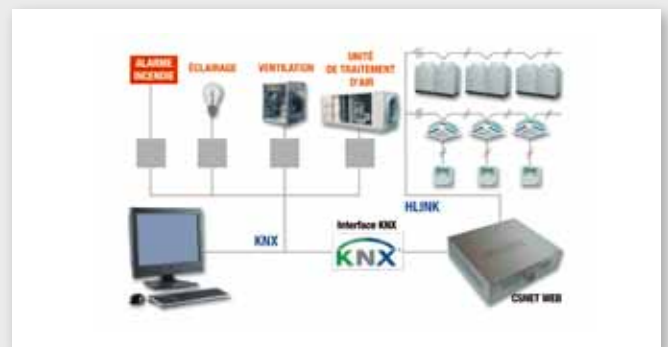 ALARME
INCENDIE
ÉCLAIRAGE
VENTILATION
UNITÉ
DE TRAITEMENT
D'AIR
HLINK
KNX
Interface KNX
KNX
CSNET WEB